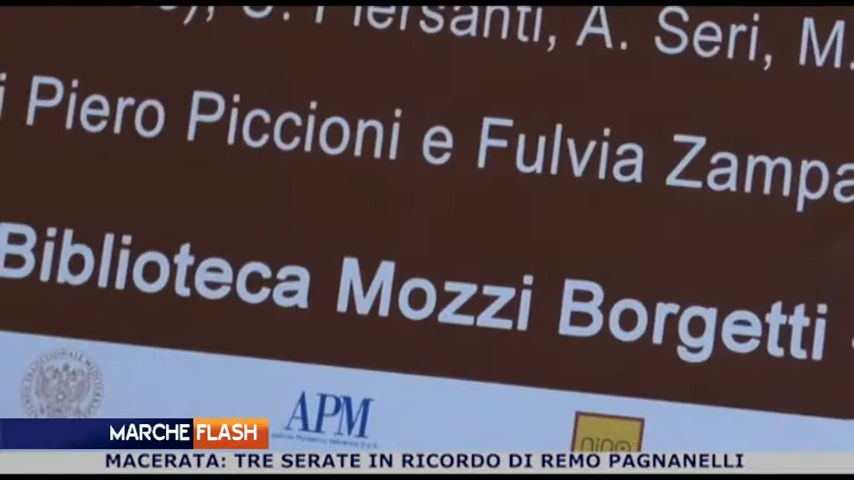 Piersanti, A. Seri, M.
Piero Piccioni e Fulvia
Biblioteca Mozzi Borgetti
APM
nino
MARCHE FLASH
MACERATA: TRE SERATE IN RICORDO DI REMO PAGNANELLI